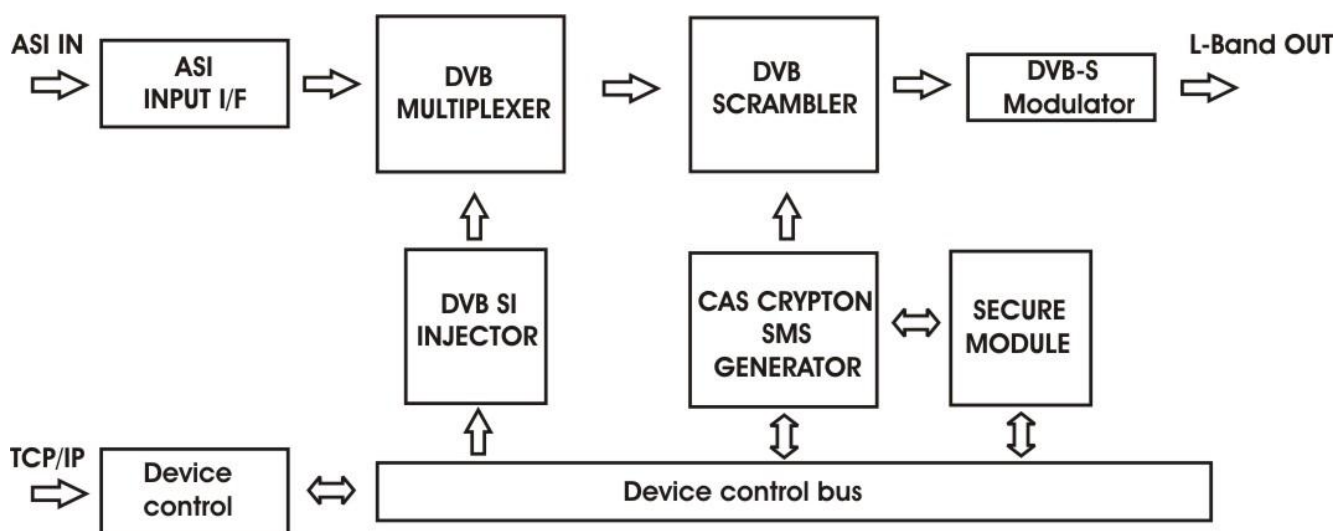 ASI IN
ASI
INPUT I/F
DVB
MULTIPLEXER
DVB
SCRAMBLER
DVB-S
Modulator
L-Band OUT
DVB SI
INJECTOR
CAS CRYPTON
SMS
GENERATOR
SECURE
MODULE
TCP/IP
Device
control
Device control bus